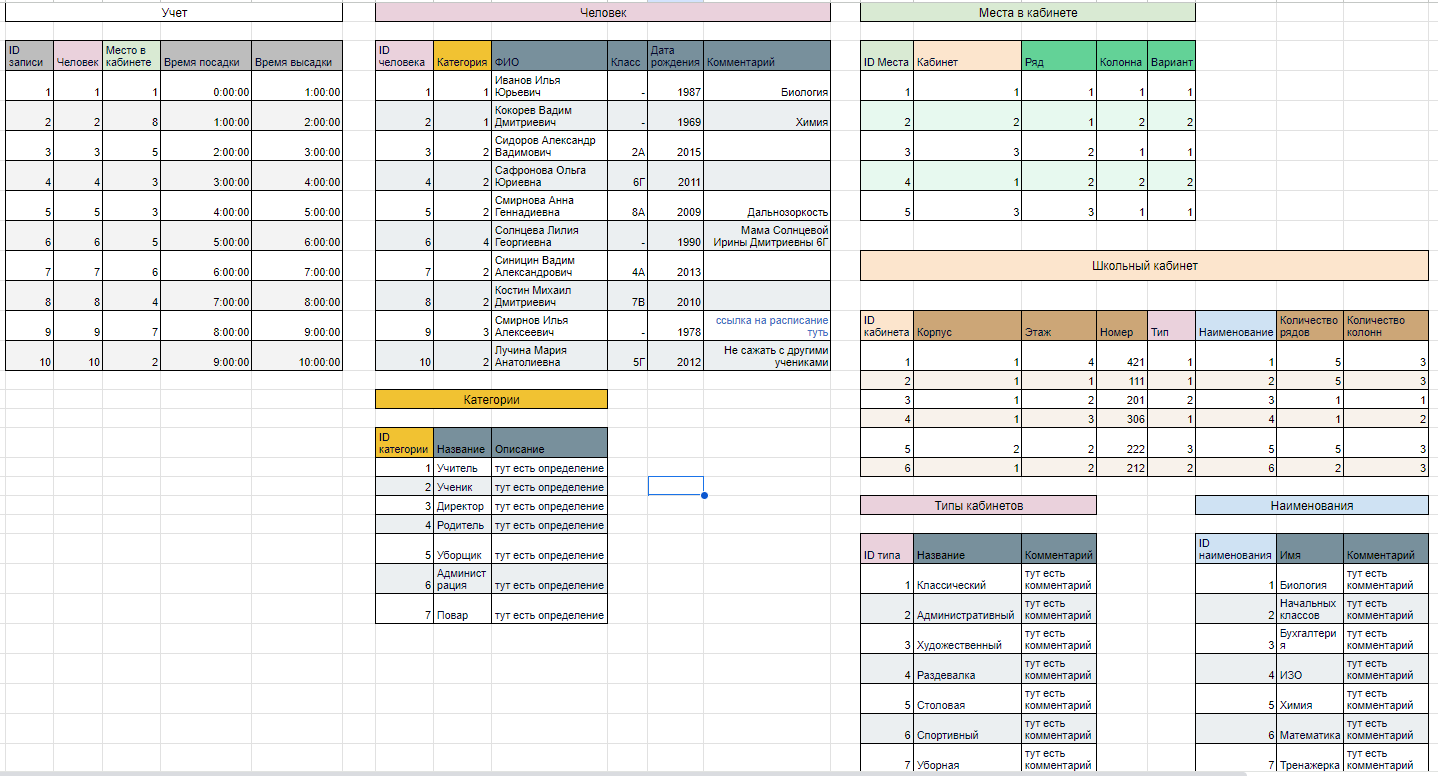 Учет
ID записи Человек Место в кабинете Время посадки Время высадки
1 1 1 0:00:00 1:00:00
2 2 8 1:00:00 2:00:00
3 3 5 2:00:00 3:00:00
4 4 3 3:00:00 4:00:00
5 5 3 4:00:00 5:00:00
6 6 5 5:00:00 6:00:00
7 7 6 6:00:00 7:00:00
8 8 4 7:00:00 8:00:00
9 9 7 8:00:00 9:00:00
10 10 2 9:00:00 10:00:00
Человек
ID человека Категория ФИО Класс Дата рождения Комментарий
1 1 Иванов Илья Юрьевич - 1987 Биология
2 1 Кокорев Вадим Дмитриевич - 1969 Химия
3 2 Сидоров Александр Вадимович 2А 2015
4 2 Сафронова Ольга Юриевна 6Г 2011
5 2 Смирнова Анна Геннадиевна 8А 2009 Дальнозоркость
6 4 Солнцева Лилия Георгиевна - 1990 Мама Солнцевой Ирины Дмитриевны 6Г
7 2 Синицин Вадим Александрович 4А 2013
8 2 Костин Михаил Дмитриевич 7В 2010
9 3 Смирнов Илья Алексеевич - 1978 ссылка на расписание туть
10 2 Лучина Мария Анатолиевна 5Г 2012 Не сажать с другими учениками
Категории
ID категории Название Описание
1 Учитель тут есть определение
2 Ученик тут есть определение
3 Директор тут есть определение
4 Родитель тут есть определение
5 Уборщик тут есть определение
6 Администрация тут есть определение
7 Повар тут есть определение
Места в кабинете
ID Места Кабинет Ряд Колонна Вариант
1 1 1 1 1
2 2 1 2 2
3 3 2 1 1
4 1 2 2 2
5 3 3 1 1
Школьный кабинет
ID кабинета Корпус Этаж Номер Тип Наименование Количество рядов Количество колонн
1 1 4 421 1 1 5 3
2 1 1 111 1 2 5 3
3 1 2 201 2 3 1 1
4 1 3 306 1 4 1 2
5 2 2 222 3 5 5 3
6 1 2 212 2 6 2 3
Типы кабинетов
ID типа Название Комментарий
1 Классический тут есть комментарий
2 Административный тут есть комментарий
3 Художественный тут есть комментарий
4 Раздевалка тут есть комментарий
5 Столовая тут есть комментарий
6 Спортивный тут есть комментарий
7 Уборная тут есть комментарий
Наименования
ID наименования Имя Комментарий
1 Биология тут есть комментарий
2 Начальных классов тут есть комментарий
3 Бухгалтерия тут есть комментарий
4 ИЗО тут есть комментарий
5 Химия тут есть комментарий
6 Математика тут есть комментарий
7 Тренажерка тут есть комментарий